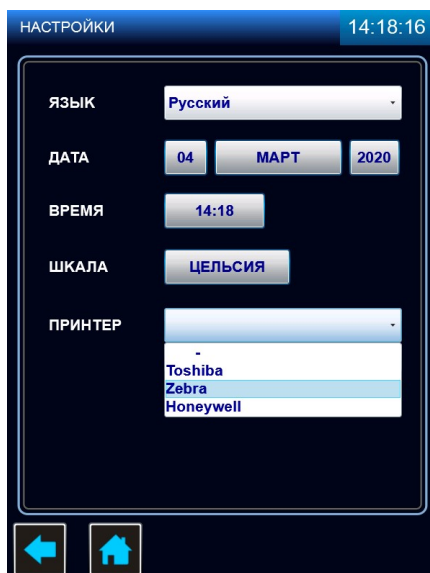 НАСТРОЙКИ 14:18:16
ЯЗЫК Русский
ДАТА 04 МАРТ 2020
ВРЕМЯ 14:18
ШКАЛА ЦЕЛЬСИЯ
ПРИНТЕР
-
Toshiba
Zebra
Honeywell